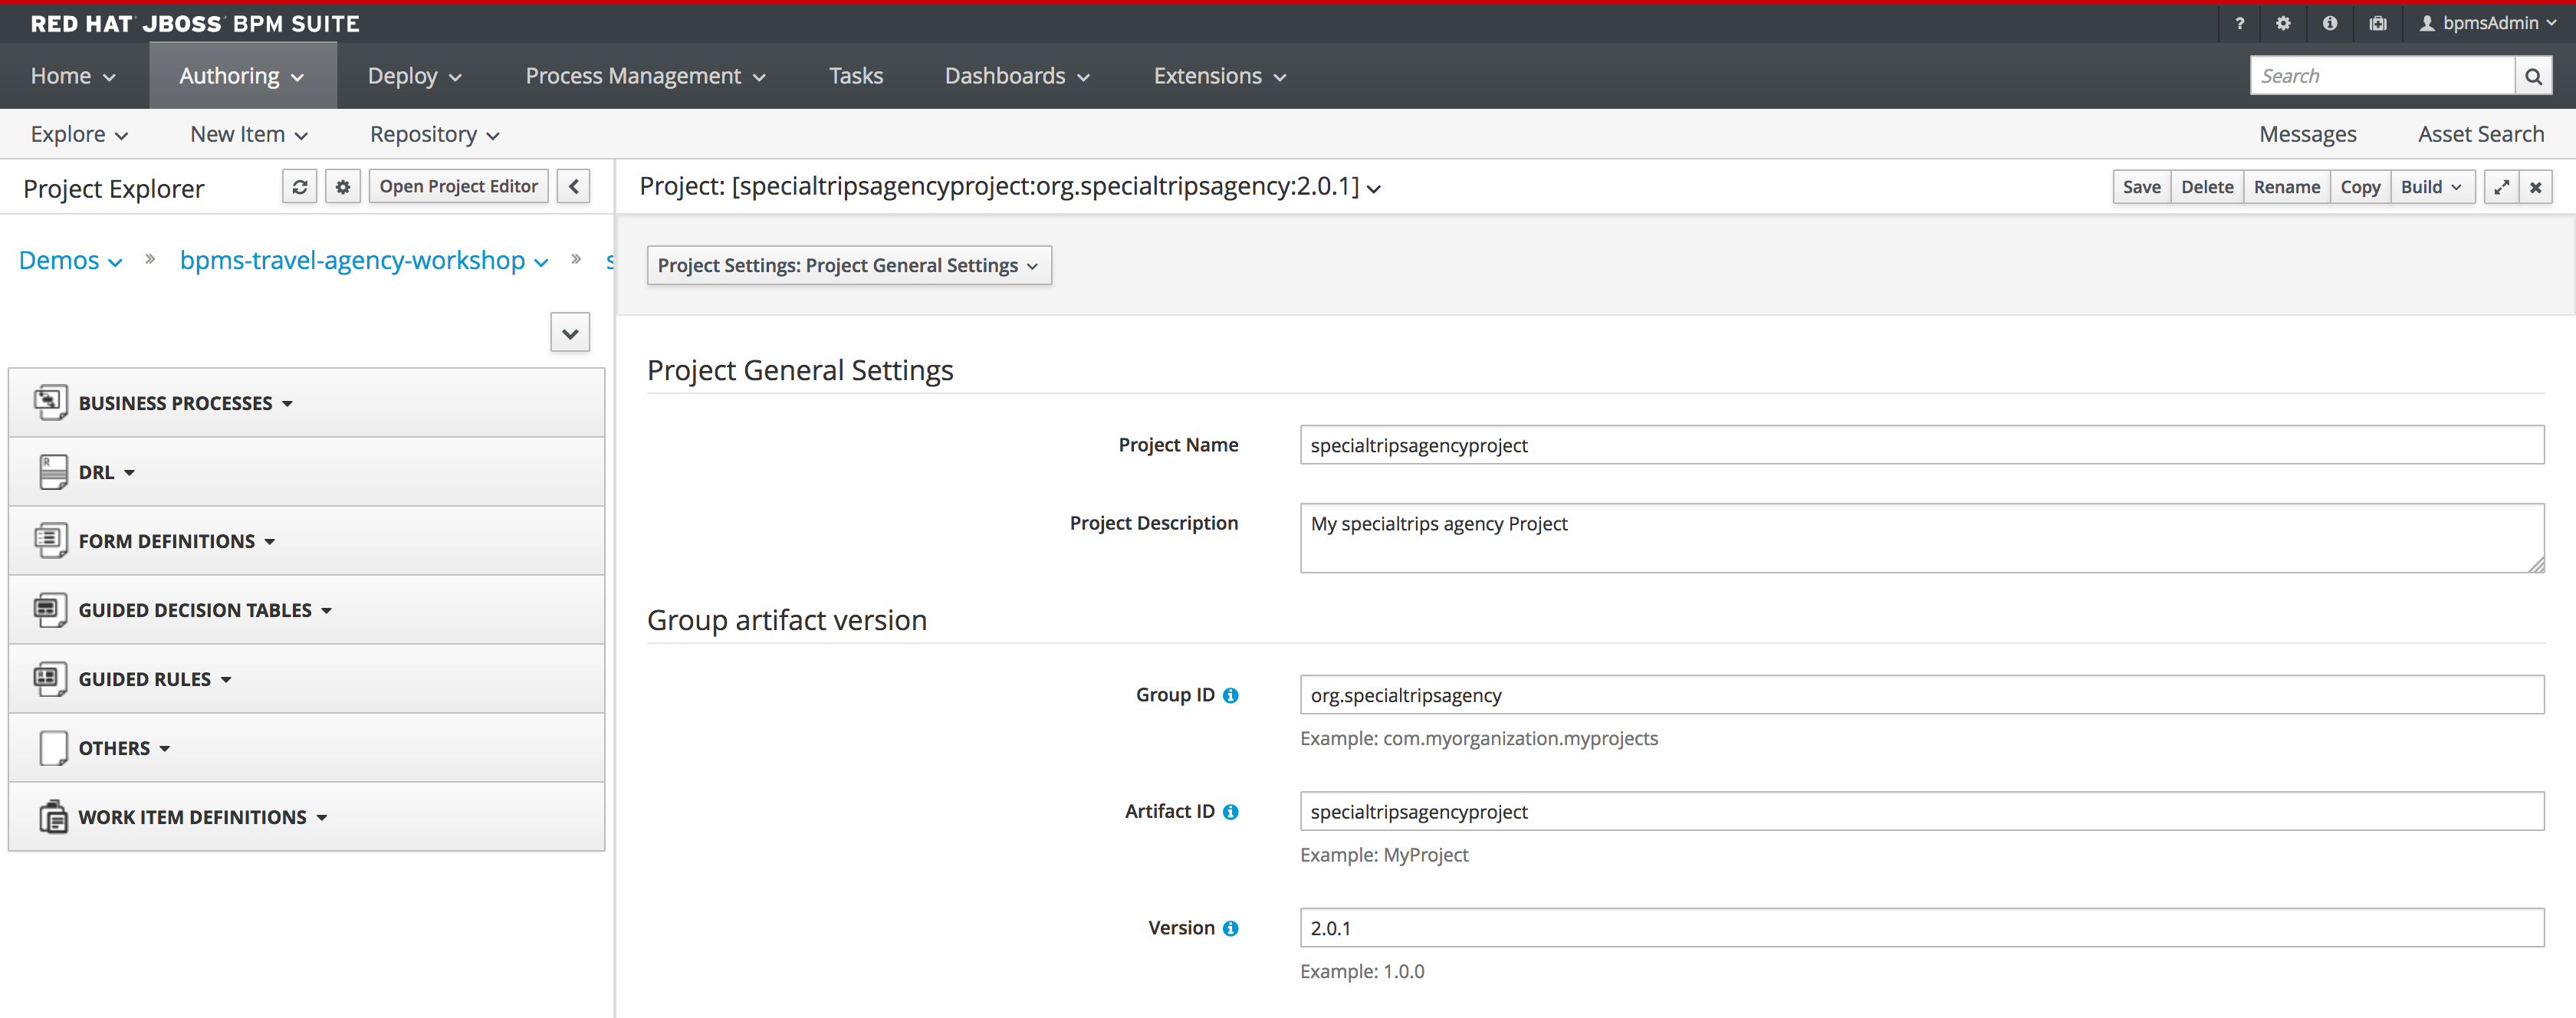 RED HAT JBOSS BPM SUITE
? bpmsAdmin
Home Authoring Deploy Process Management Tasks Dashboards Extensions Search
Explore New Item Repository Messages Asset Search
Project Explorer Open Project Editor
Project: [specialtripsagencyproject:org.specialtripsagency:2.0.1] Save Delete Rename Copy Build
Demos » bpms-travel-agency-workshop »
BUSINESS PROCESSES
DRL
FORM DEFINITIONS
GUIDED DECISION TABLES
GUIDED RULES
OTHERS
WORK ITEM DEFINITIONS
Project Settings: Project General Settings
Project General Settings
Project Name specialtripsagencyproject
Project Description My specialtrips agency Project
Group artifact version
Group ID org.specialtripsagency
Example: com.myorganization.myprojects
Artifact ID specialtripsagencyproject
Example: MyProject
Version 2.0.1
Example: 1.0.0